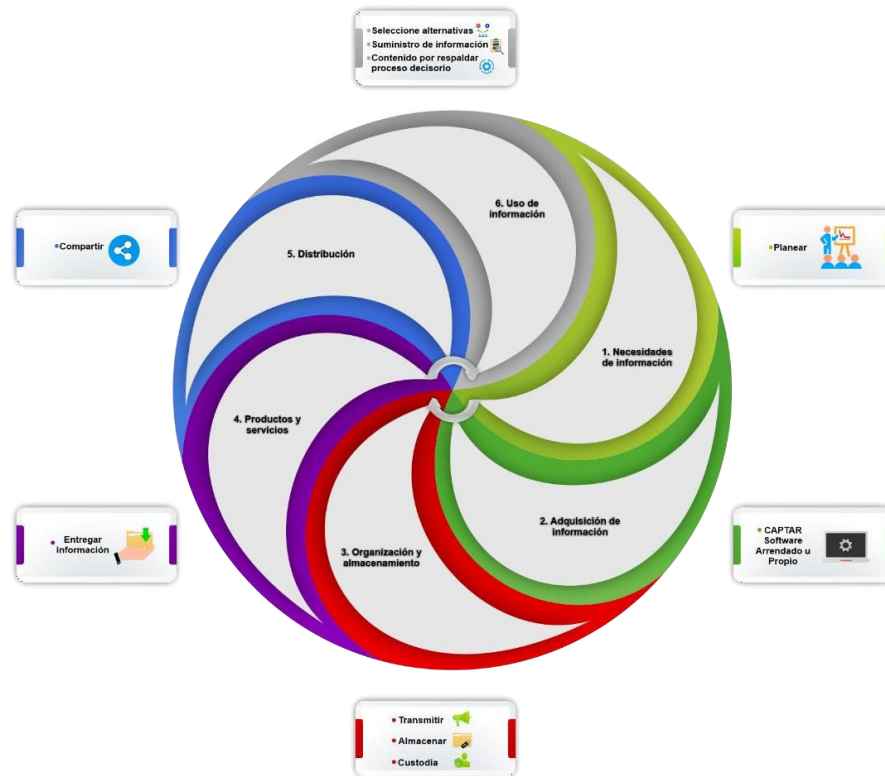 • Seleccione alternativas
• Suministro de información
• Contenido por respaldar
proceso decisorio
6. Uso de
información
• Compartir
5. Distribución
• Planear
1. Necesidades
de información
4. Productos y
servicios
2. Adquisición de
información
• Entregar
información
3. Organización y
almacenamiento
• CAPTAR
Software
Arrendado u
Propio
• Transmitir
• Almacenar
• Custodia